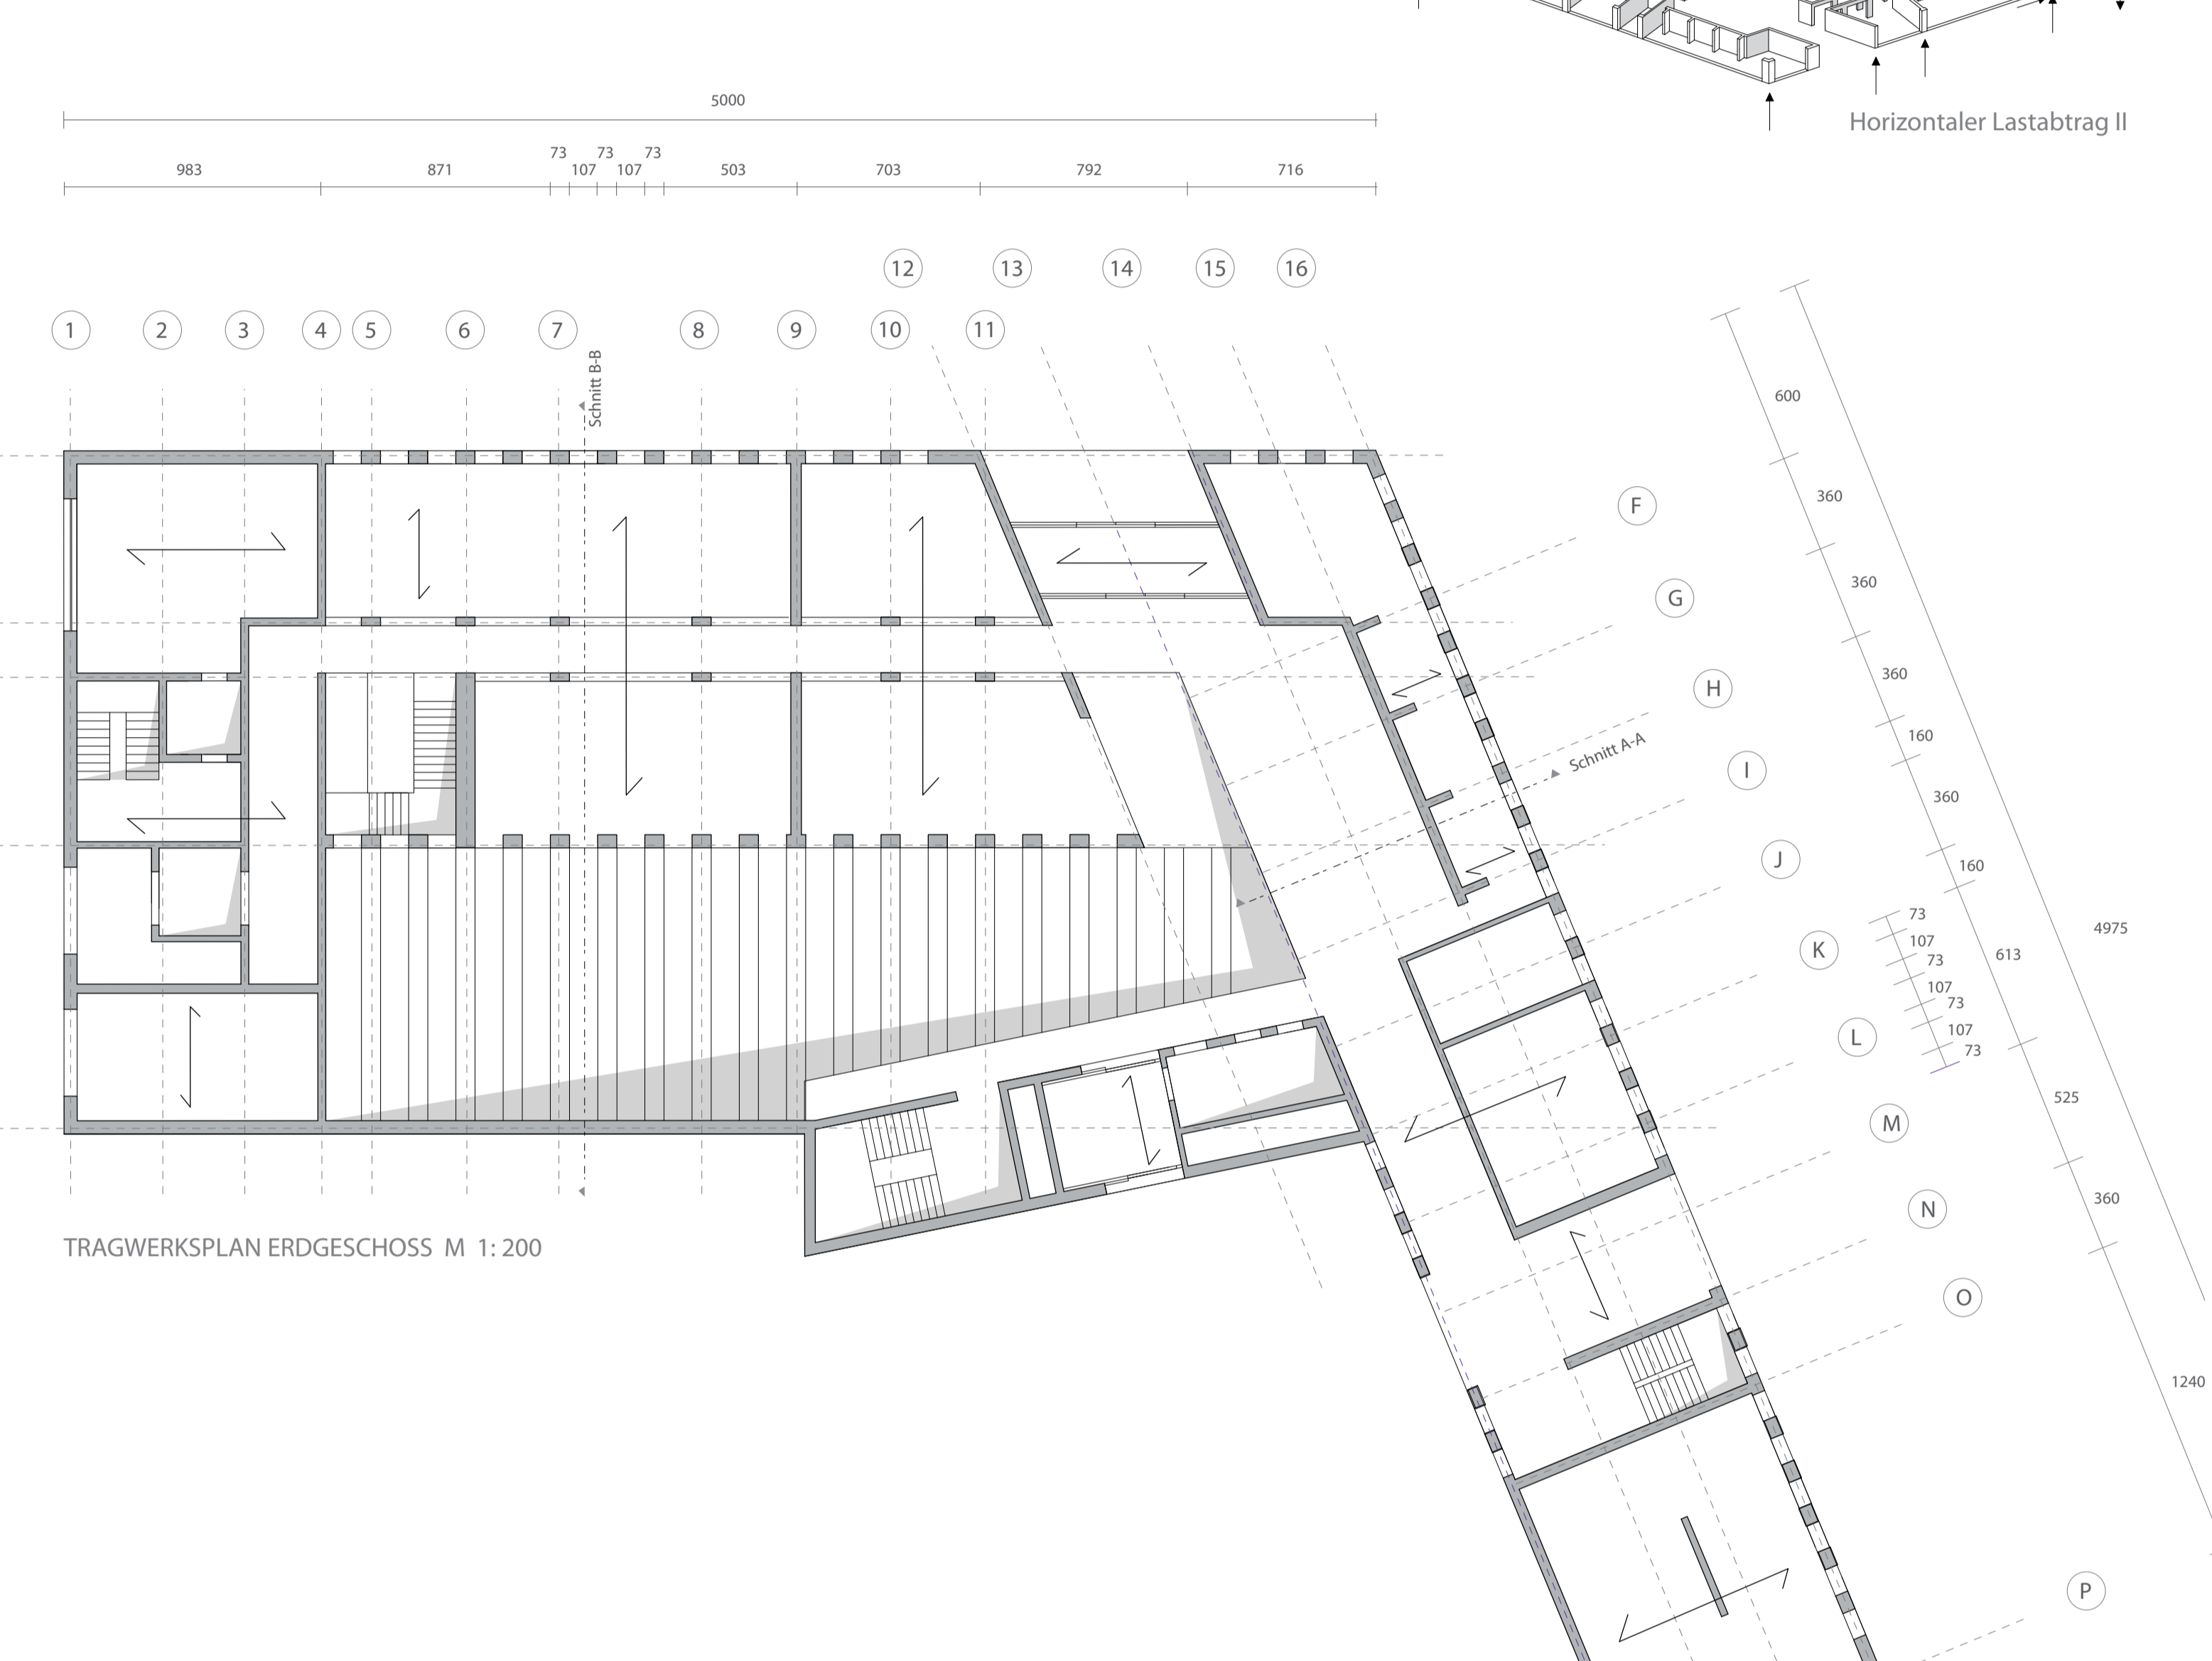 Horizontaler Lastabtrag II
5000
73 73 73
983 871 107 107 503 703 792 716
12 13 14 15 16
1 2 3 4 5 6 7 8 9 10 11
Schnitt B-B
F
G
H
Schnitt A-A
I
J
K
L
M
N
O
P
600
360
360
360
160
360
160
73
107
73
107
73
107
73
613
4975
525
360
1240
TRAGWERKSPLAN ERDGESCHOSS M 1: 200